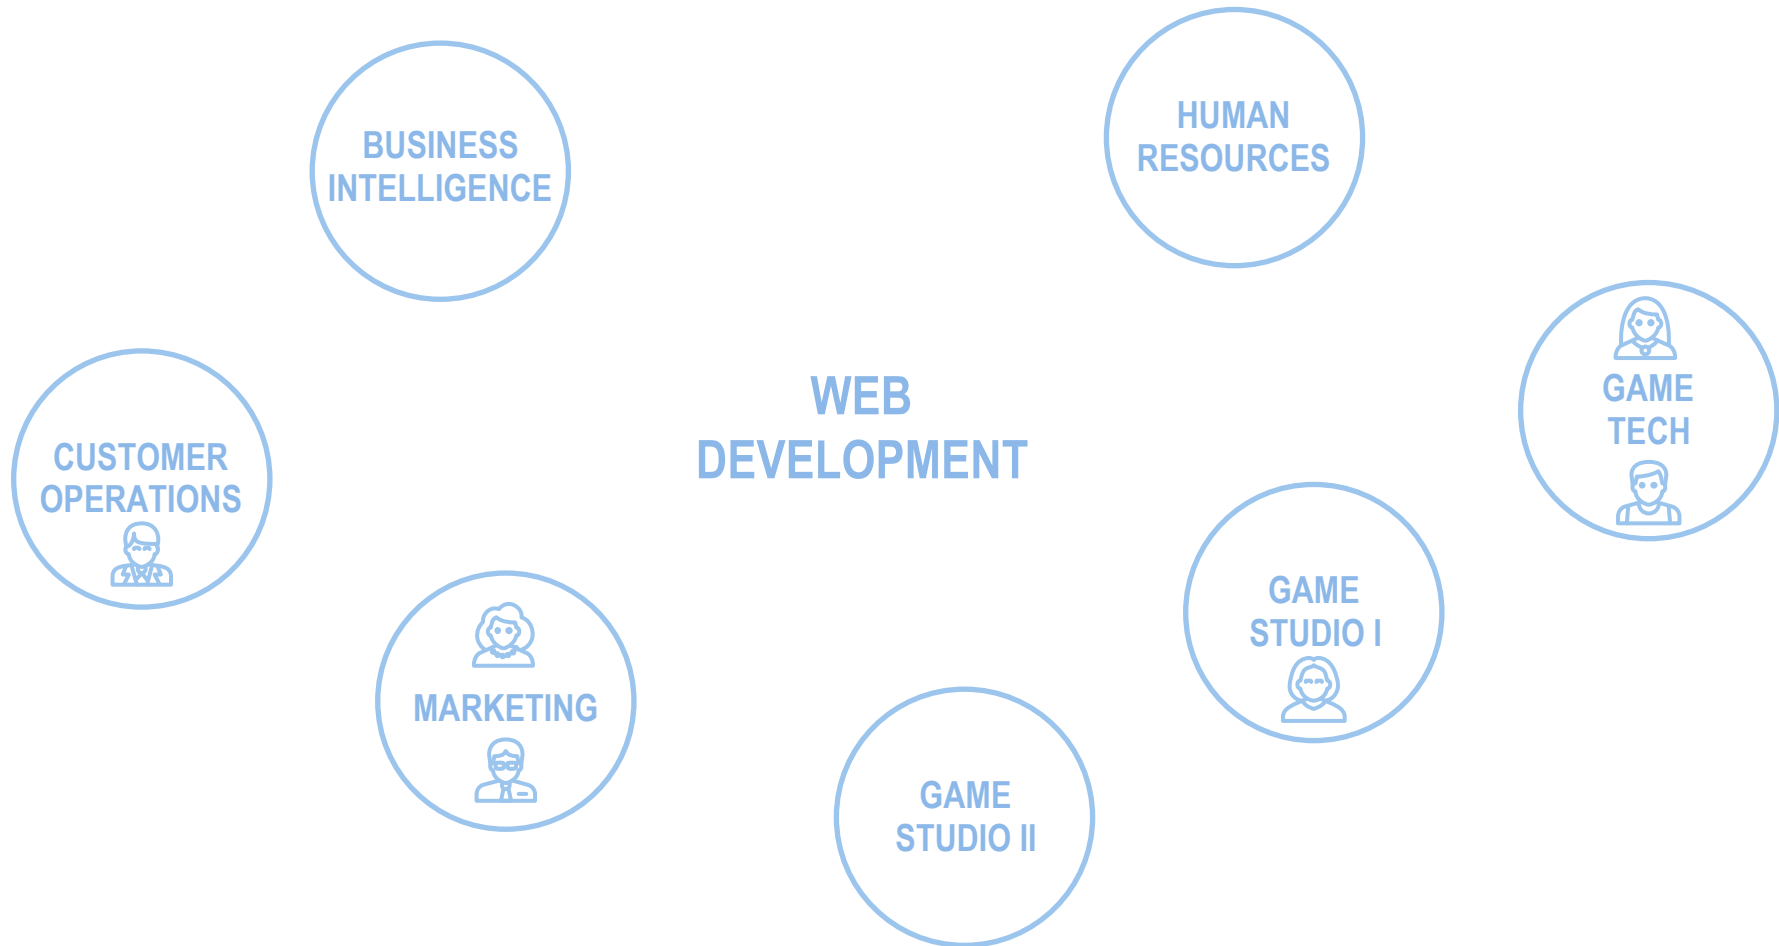 BUSINESS
INTELLIGENCE
HUMAN
RESOURCES
CUSTOMER
OPERATIONS
WEB
DEVELOPMENT
GAME
TECH
MARKETING
GAME
STUDIO I
GAME
STUDIO II